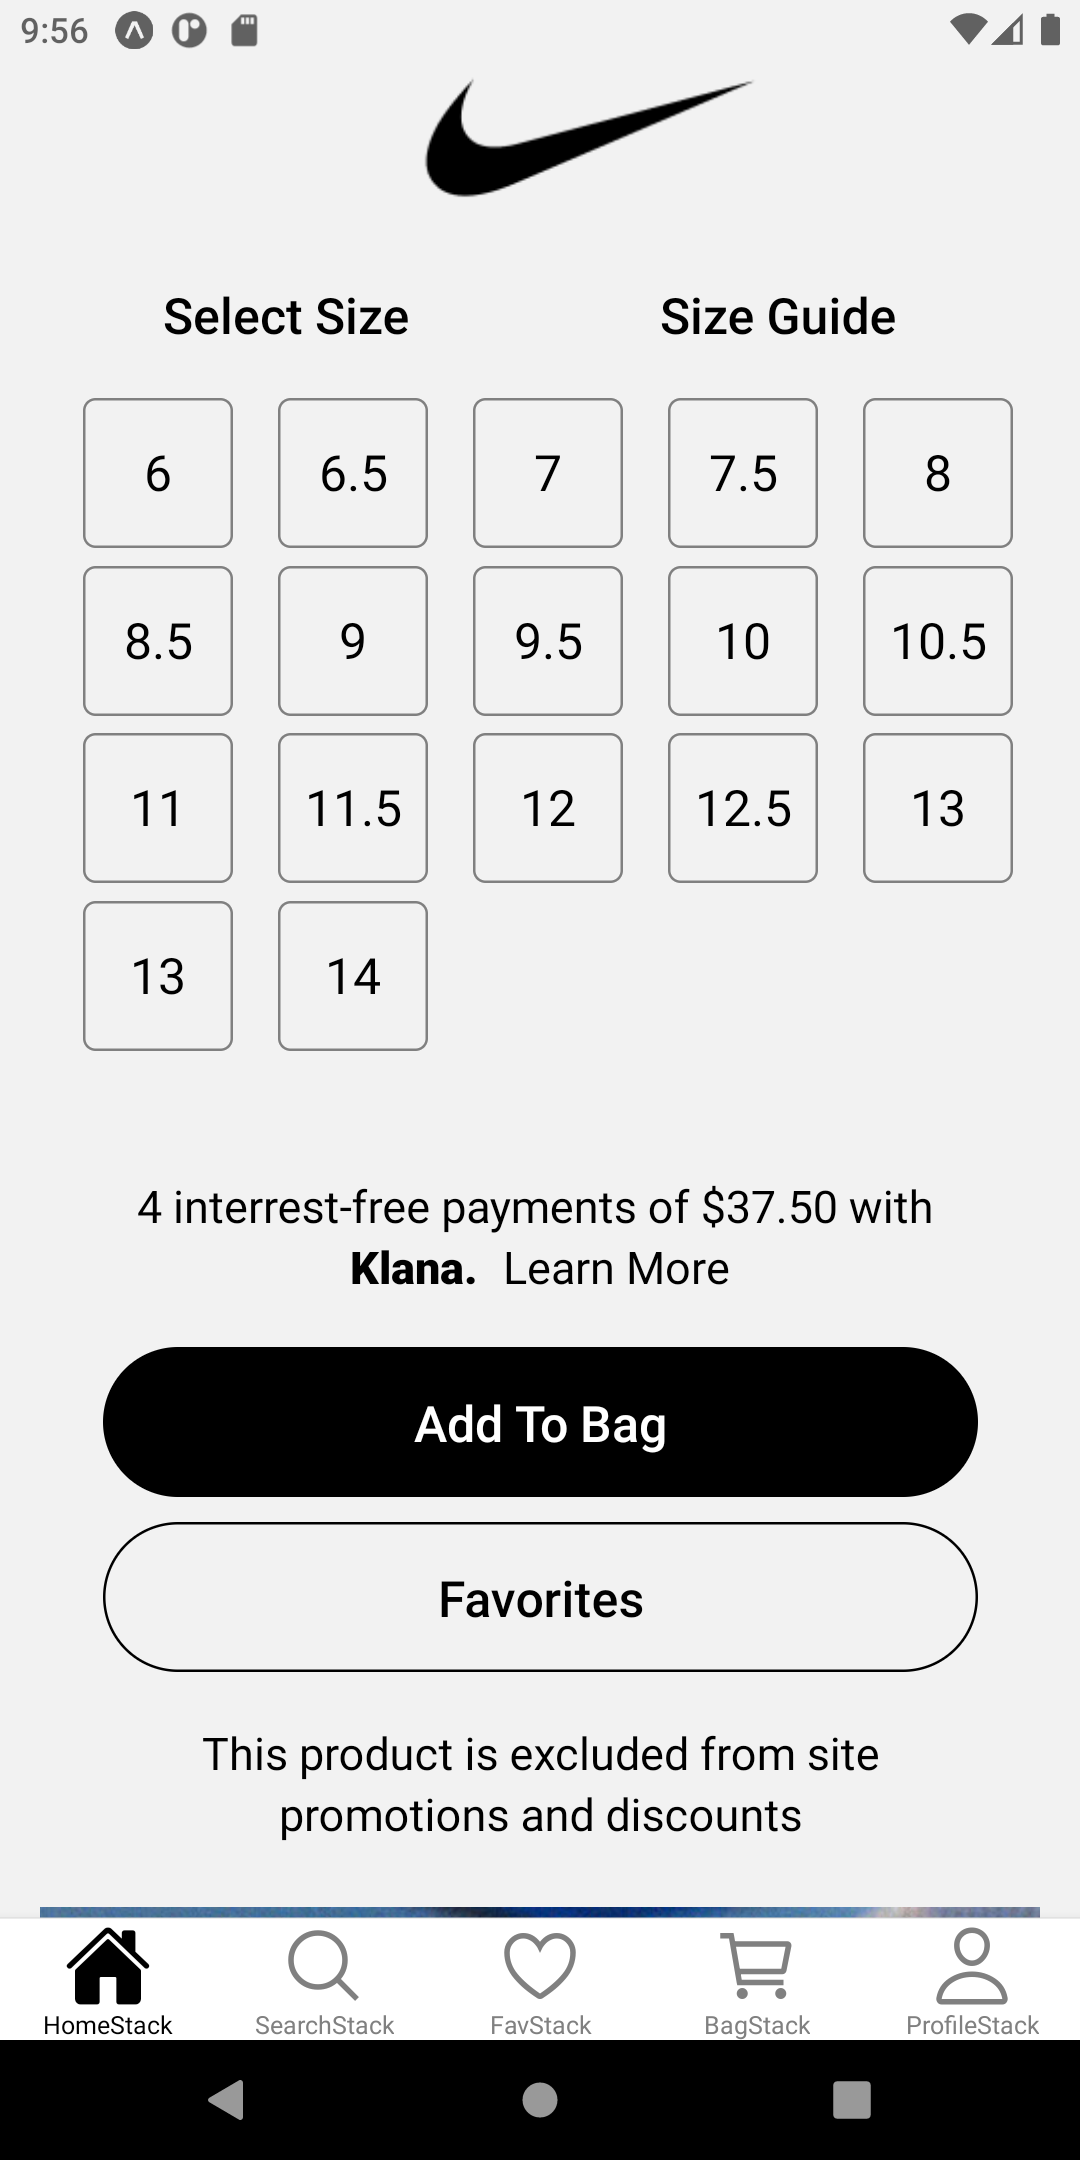 9:56
Select Size Size Guide
6 6.5 7 7.5 8
8.5 9 9.5 10 10.5
11 11.5 12 12.5 13
13 14
4 interrest-free payments of $37.50 with
Klana. Learn More
Add To Bag
Favorites
This product is excluded from site
promotions and discounts
HomeStack SearchStack FavStack BagStack ProfileStack